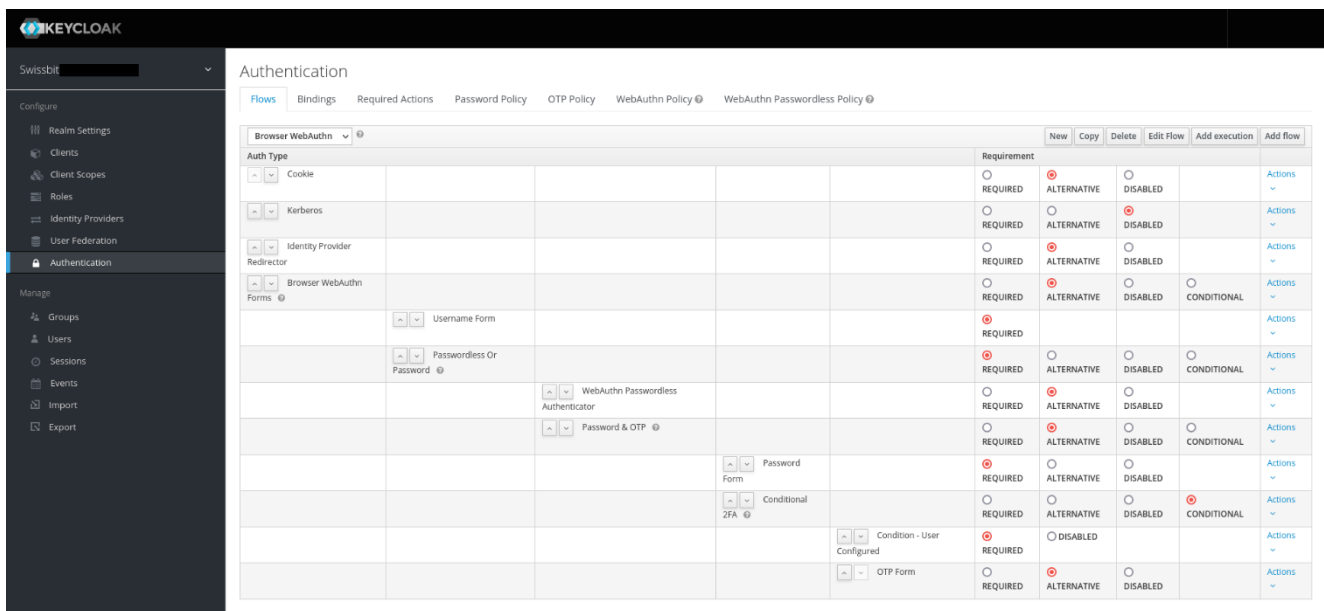 KEYCLOAK
Swissbit
Configure
Realm Settings
Clients
Client Scopes
Roles
Identity Providers
User Federation
Authentication
Manage
Groups
Users
Sessions
Events
Import
Export
Authentication
Flows Bindings Required Actions Password Policy OTP Policy WebAuthn Policy WebAuthn Passwordless Policy
Browser WebAuthn New Copy Delete Edit Flow Add execution Add flow
Auth Type Requirement
Cookie Actions
REQUIRED ALTERNATIVE DISABLED
Kerberos Actions
REQUIRED ALTERNATIVE DISABLED
Identity Provider Actions
Redirector REQUIRED ALTERNATIVE DISABLED
Browser WebAuthn Actions
Forms REQUIRED ALTERNATIVE DISABLED CONDITIONAL
Username Form Actions
REQUIRED
Passwordless Or Actions
Password REQUIRED ALTERNATIVE DISABLED CONDITIONAL
WebAuthn Passwordless Actions
Authenticator REQUIRED ALTERNATIVE DISABLED
Password & OTP Actions
REQUIRED ALTERNATIVE DISABLED CONDITIONAL
Password Actions
Form REQUIRED ALTERNATIVE DISABLED
Conditional Actions
2FA REQUIRED ALTERNATIVE DISABLED CONDITIONAL
Condition - User DISABLED Actions
Configured REQUIRED
OTP Form Actions
REQUIRED ALTERNATIVE DISABLED